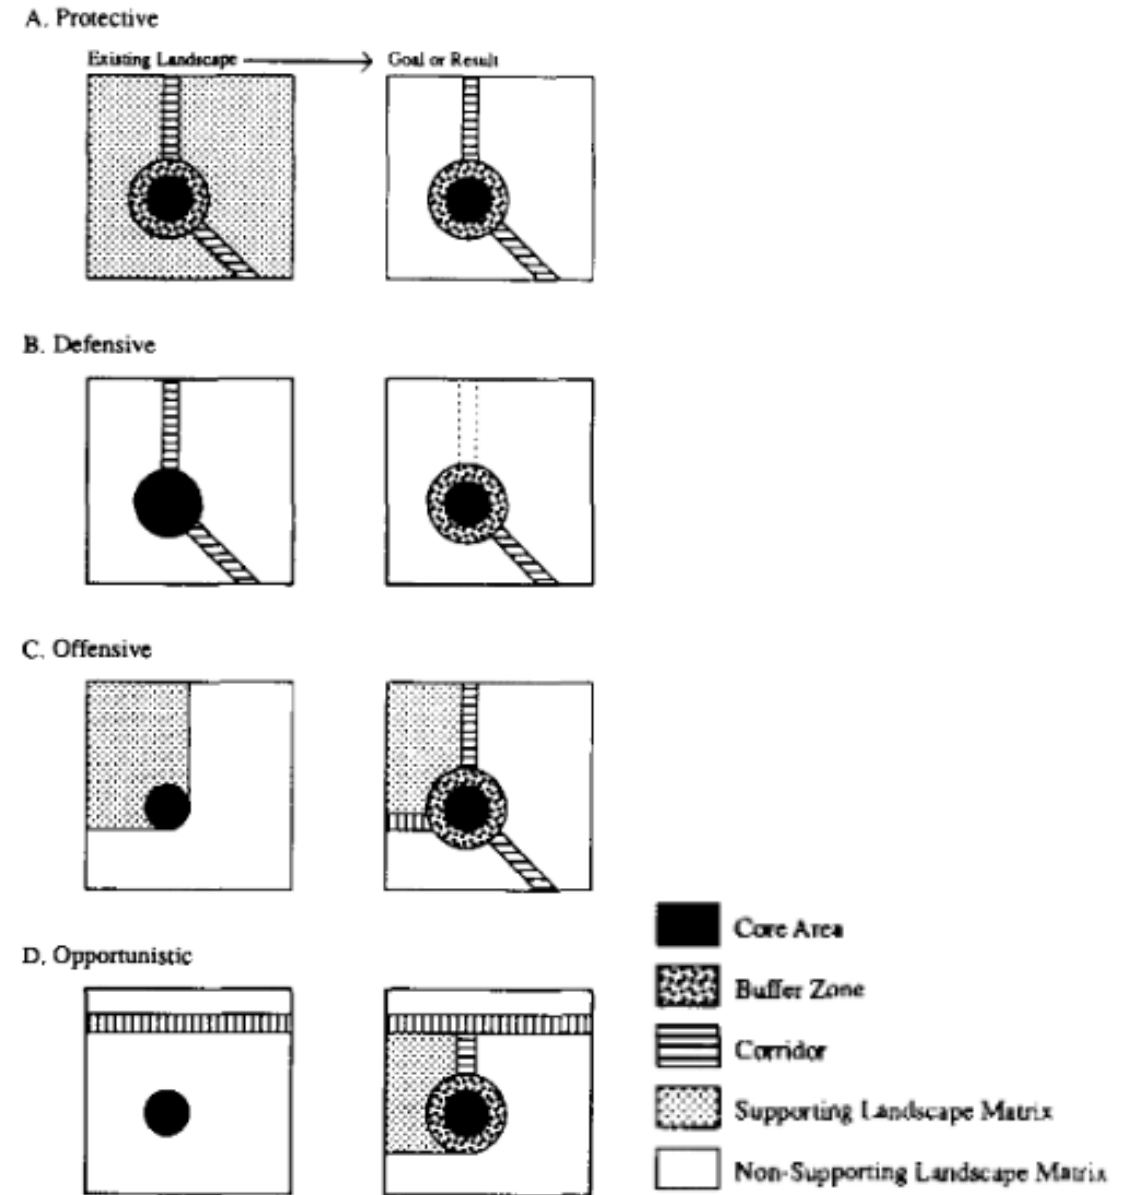 A. Protective
Existing Landscape
Goal or Result
B. Defensive
C. Offensive
D. Opportunistic
Core Area
Buffer Zone
Corridor
Supporting Landscape Matrix
Non-Supporting Landscape Matrix